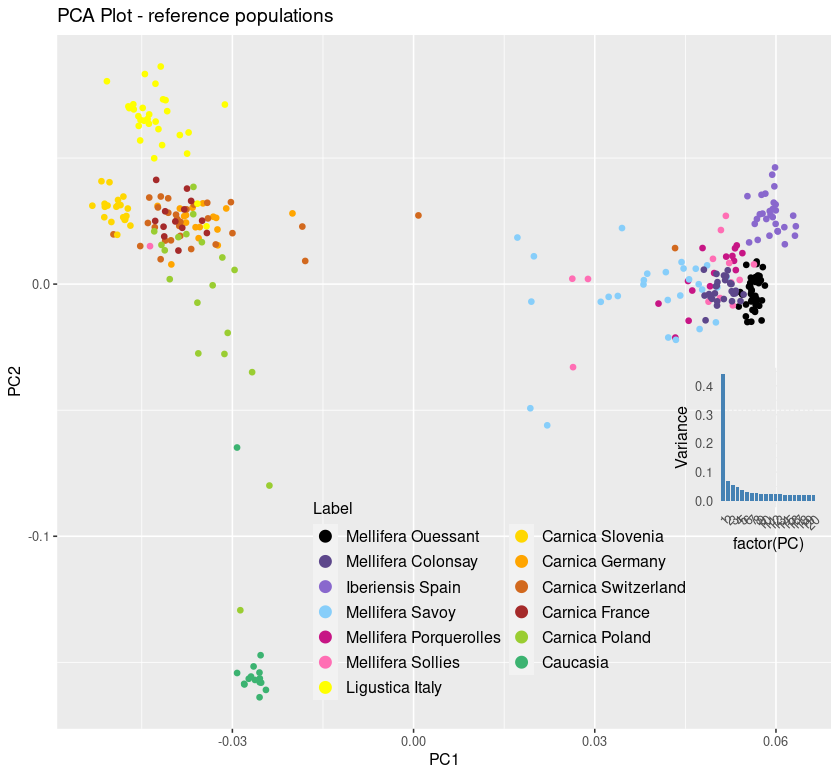 PCA Plot - reference populations
PC2
0.0
-0.1
-0.03
0.00
0.03
0.06
PC1
Label
Mellifera Ouessant
Mellifera Colonsay
Iberiensis Spain
Mellifera Savoy
Mellifera Porquerolles
Mellifera Sollies
Ligustica Italy
Carnica Slovenia
Carnica Germany
Carnica Switzerland
Carnica France
Carnica Poland
Caucasia
Variance
0.4
0.3
0.2
0.1
0.0
factor(PC)